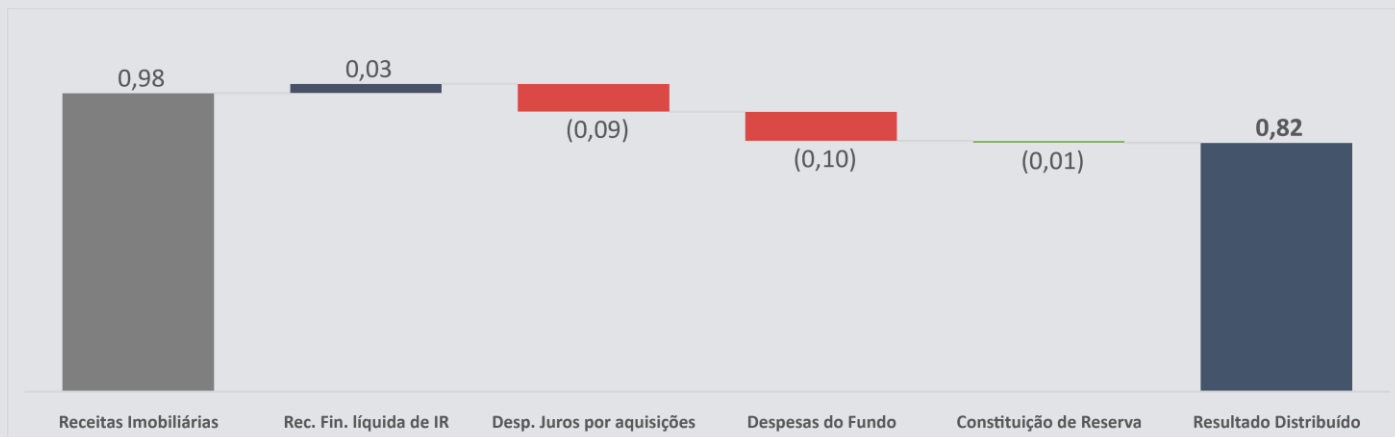 0,98
0,03
(0,09)
(0,10)
(0,01)
0,82
Receitas Imobiliárias
Rec. Fin. líquida de IR
Desp. Juros por aquisições
Despesas do Fundo
Constituição de Reserva
Resultado Distribuído